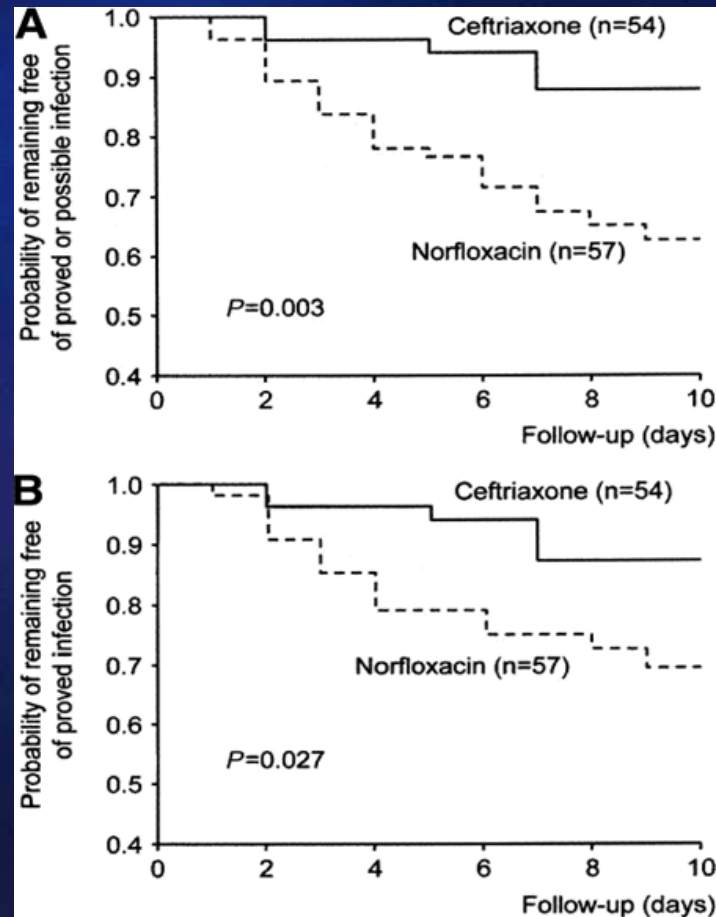 A
Probability of remaining free
of proved or possible infection
1.0
0.9
0.8
0.7
0.6
0.5
0.4
Ceftriaxone (n=54)
Norfloxacin (n=57)
P=0.003
0 2 4 6 8 10
Follow-up (days)
B
Probability of remaining free
of proved infection
1.0
0.9
0.8
0.7
0.6
0.5
0.4
Ceftriaxone (n=54)
Norfloxacin (n=57)
P=0.027
0 2 4 6 8 10
Follow-up (days)